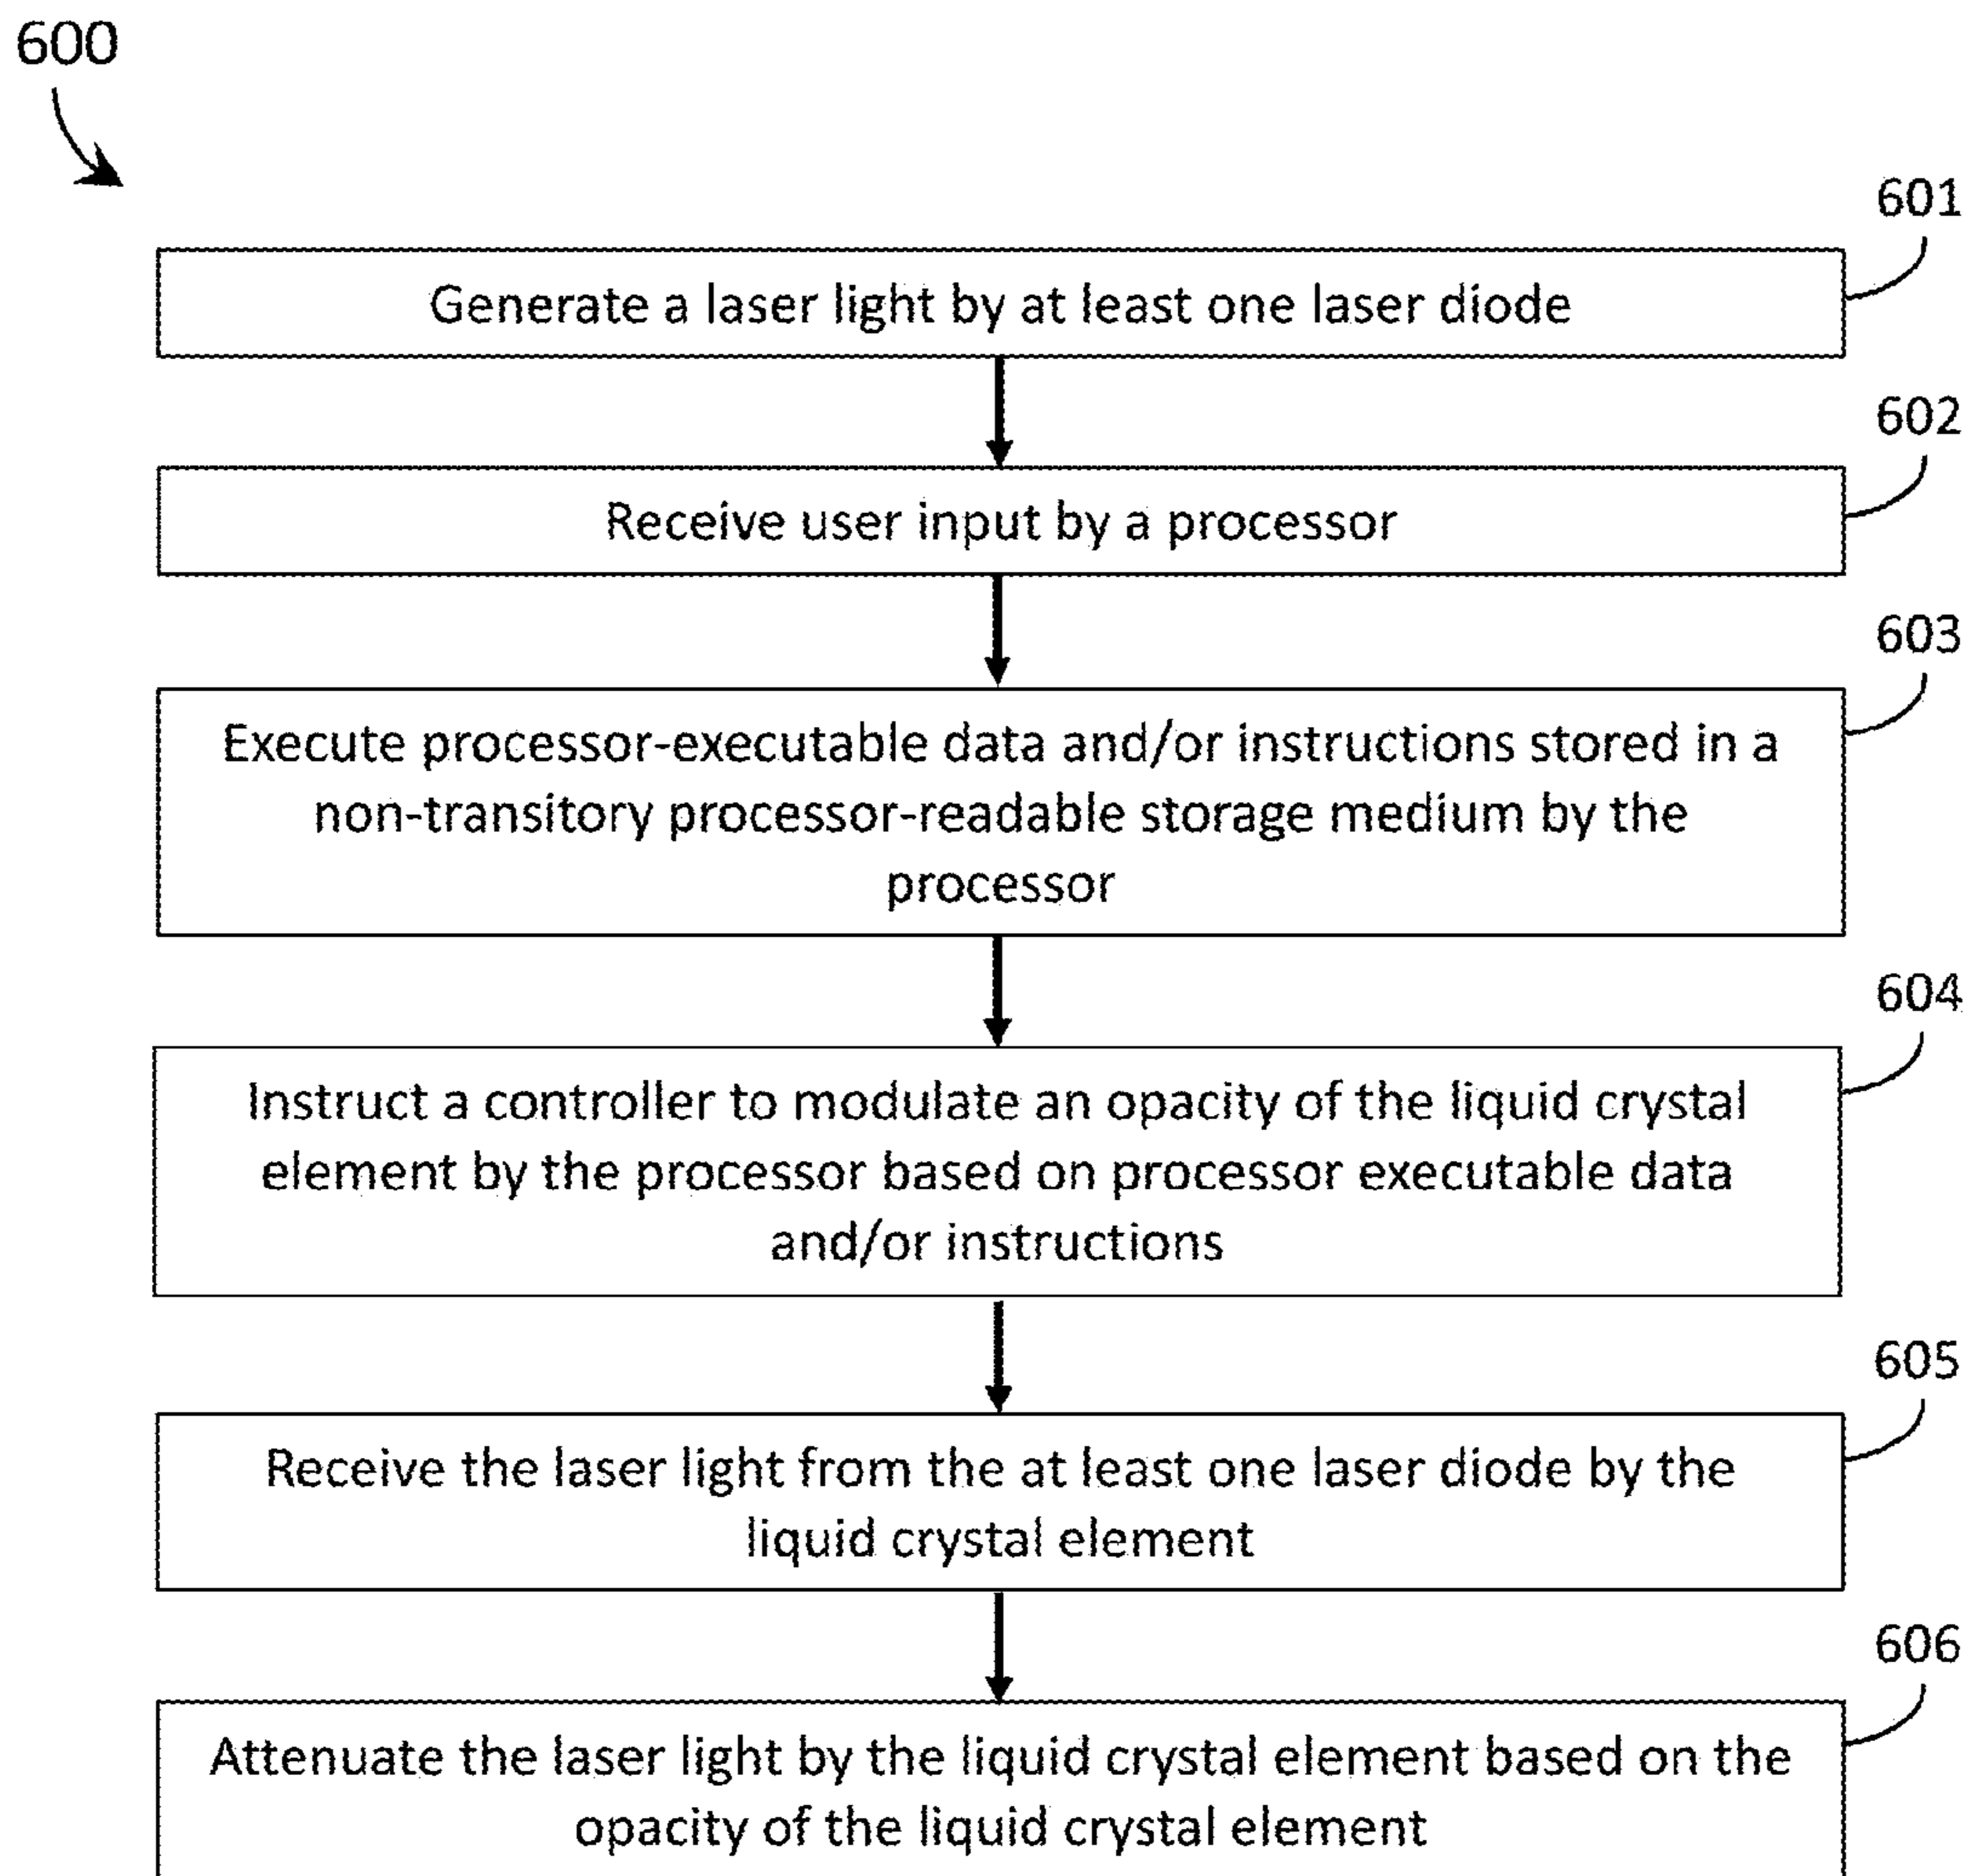 600
601
Generate a laser light by at least one laser diode
602
Receive user input by a processor
603
Execute processor-executable data and/or instructions stored in a
non-transitory processor-readable storage medium by the
processor
604
Instruct a controller to modulate an opacity of the liquid crystal
element by the processor based on processor executable data
and/or instructions
605
Receive the laser light from the at least one laser diode by the
liquid crystal element
606
Attenuate the laser light by the liquid crystal element based on the
opacity of the liquid crystal element